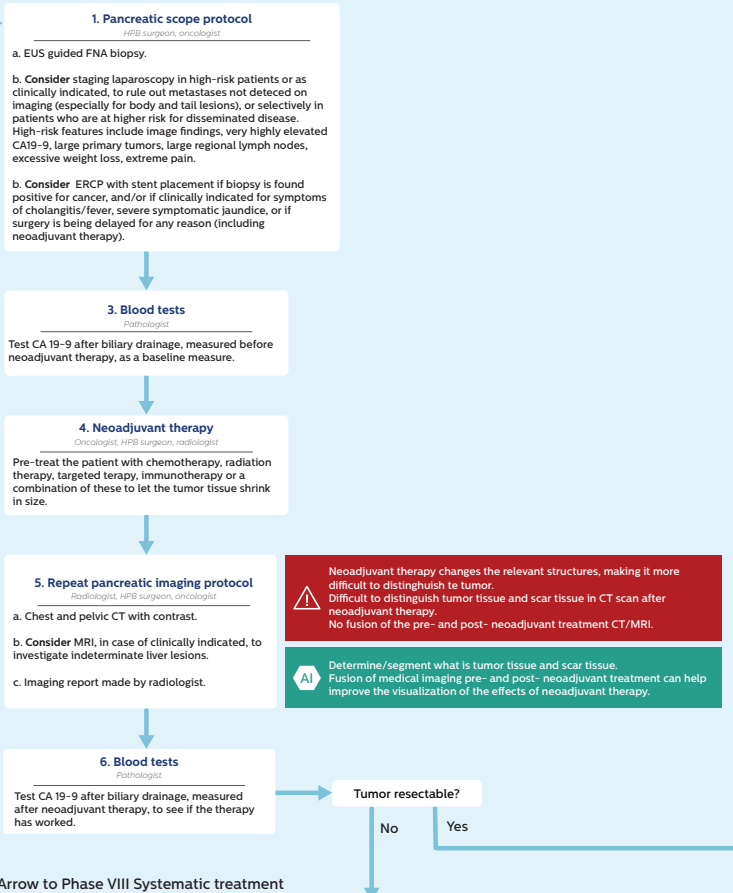 1. Pancreatic scope protocol
HPB surgeon, oncologist
a. EUS guided FNA biopsy.
b. Consider staging laparoscopy in high-risk patients or as
clinically indicated, to rule out metastases not deteced on
imaging (especially for body and tail lesions), or selectively in
patients who are at higher risk for disseminated disease.
High-risk features include image findings, very highly elevated
CA19-9, large primary tumors, large regional lymph nodes,
excessive weight loss, extreme pain.
b. Consider ERCP with stent placement if biopsy is found
positive for cancer, and/or if clinically indicated for symptoms
of cholangitis/fever, severe symptomatic jaundice, or if
surgery is being delayed for any reason (including
neoadjuvant therapy).
3. Blood tests
Pathologist
Test CA 19-9 after biliary drainage, measured before
neoadjuvant therapy, as a baseline measure.
4. Neoadjuvant therapy
Oncologist, HPB surgeon, radiologist
Pre-treat the patient with chemotherapy, radiation
therapy, targeted terapy, immunotherapy or a
combination of these to let the tumor tissue shrink
in size.
5. Repeat pancreatic imaging protocol
Radiologist, HPB surgeon, oncologist
a. Chest and pelvic CT with contrast.
b. Consider MRI, in case of clinically indicated, to
investigate indeterminate liver lesions.
c. Imaging report made by radiologist.
!
Neoadjuvant therapy changes the relevant structures, making it more
difficult to distinghuish te tumor.
Difficult to distinguish tumor tissue and scar tissue in CT scan after
neoadjuvant therapy.
No fusion of the pre- and post- neoadjuvant treatment CT/MRI.
AI
Determine/segment what is tumor tissue and scar tissue.
Fusion of medical imaging pre- and post- neoadjuvant treatment can help
improve the visualization of the effects of neoadjuvant therapy.
6. Blood tests
Pathologist
Test CA 19-9 after biliary drainage, measured
after neoadjuvant therapy, to see if the therapy
has worked.
Tumor resectable?
No
Yes
Arrow to Phase VIII Systematic treatment